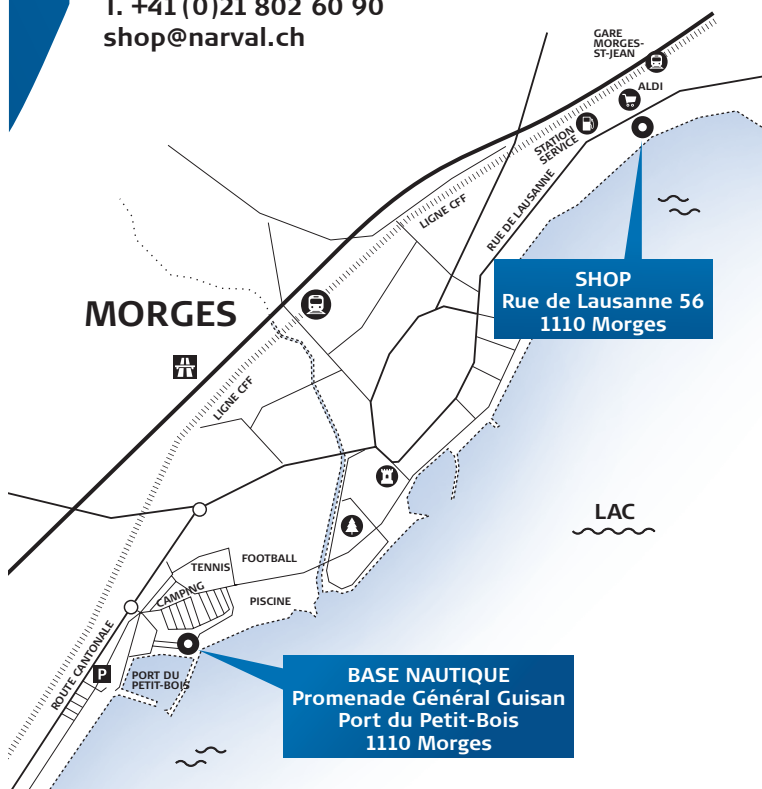 T. +41 (0)21 802 60 90
shop@narval.ch
GARE
MORGES-
ST-JEAN
ALDI
STATION
SERVICE
LIGNE CFF
RUE DE LAUSANNE
SHOP
Rue de Lausanne 56
1110 Morges
MORGES
LIGNE CFF
LAC
FOOTBALL
TENNIS
CAMPING
PISCINE
ROUTE CANTONALE
P
PORT DU
PETIT-BOIS
BASE NAUTIQUE
Promenade Général Guisan
Port du Petit-Bois
1110 Morges